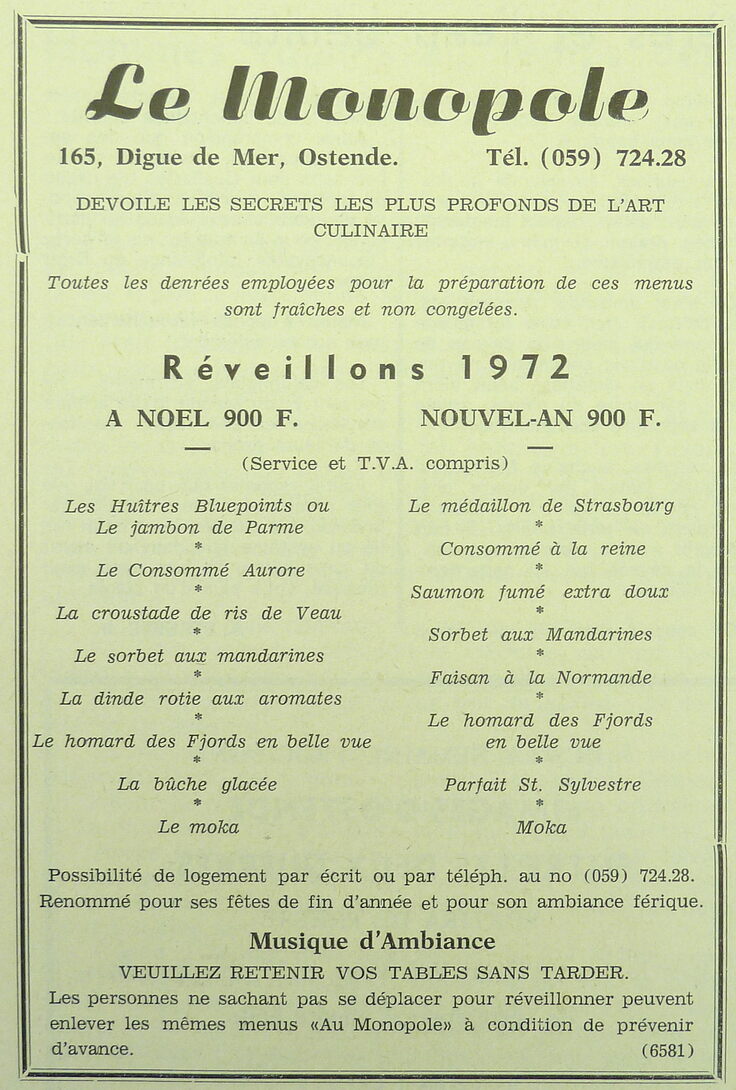 Le Monopole
165, Digue de Mer, Ostende. Tél. (059) 724.28
DEVOILE LES SECRETS LES PLUS PROFONDS DE L'ART
CULINAIRE
Toutes les denrées employées pour la préparation de ces menus
sont fraîches et non congelées.
Réveillons 1972
A NOEL 900 F. NOUVEL-AN 900 F.
(Service et T.V.A. compris)
Les Huîtres Bluepoints ou
Le jambon de Parme
*
Le Consommé Aurore
*
La croustade de ris de Veau
*
Le sorbet aux mandarines
*
La dinde rotie aux aromates
*
Le homard des Fjords en belle vue
*
La bûche glacée
*
Le moka
Le médaillon de Strasbourg
*
Consommé à la reine
*
Saumon fumé extra doux
*
Sorbet aux Mandarines
*
Faisan à la Normande
*
Le homard des Fjords
en belle vue
*
Parfait St. Sylvestre
*
Moka
Possibilité de logement par écrit ou par téléph. au no (059) 724.28.
Renommé pour ses fêtes de fin d'année et pour son ambiance férique.
Musique d'Ambiance
VEUILLEZ RETENIR VOS TABLES SANS TARDER.
Les personnes ne sachant pas se déplacer pour réveillonner peuvent
enlever les mêmes menus «Au Monopole» à condition de prévenir
d'avance. (6581)